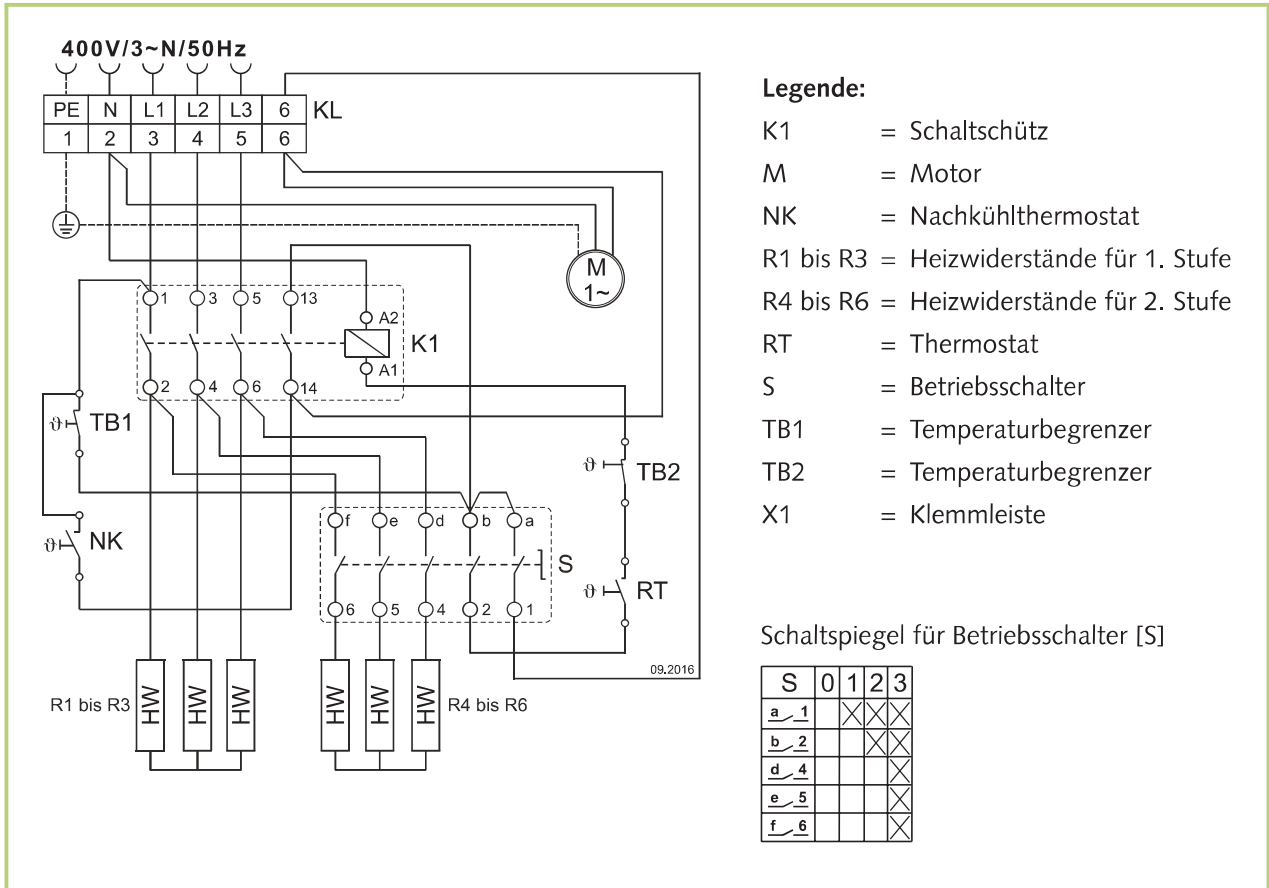 400V/3~N/50Hz
PE N L1 L2 L3 6 KL
1 2 3 4 5 6
M
1~
1 3 5 13
A2
K1
A1
2 4 6 14
ϑ TB1
ϑ TB2
f e d b a
ϑ NK
S
ϑ RT
6 5 4 2 1
09.2016
R1 bis R3 HW HW HW
HW HW HW R4 bis R6
Legende:
K1 = Schaltschütz
M = Motor
NK = Nachkühlthermostat
R1 bis R3 = Heizwiderstände für 1. Stufe
R4 bis R6 = Heizwiderstände für 2. Stufe
RT = Thermostat
S = Betriebsschalter
TB1 = Temperaturbegrenzer
TB2 = Temperaturbegrenzer
X1 = Klemmleiste
Schaltspiegel für Betriebsschalter [S]
S 0 1 2 3
a 1 X X X
b 2 X X
d 4 X
e 5 X
f 6 X